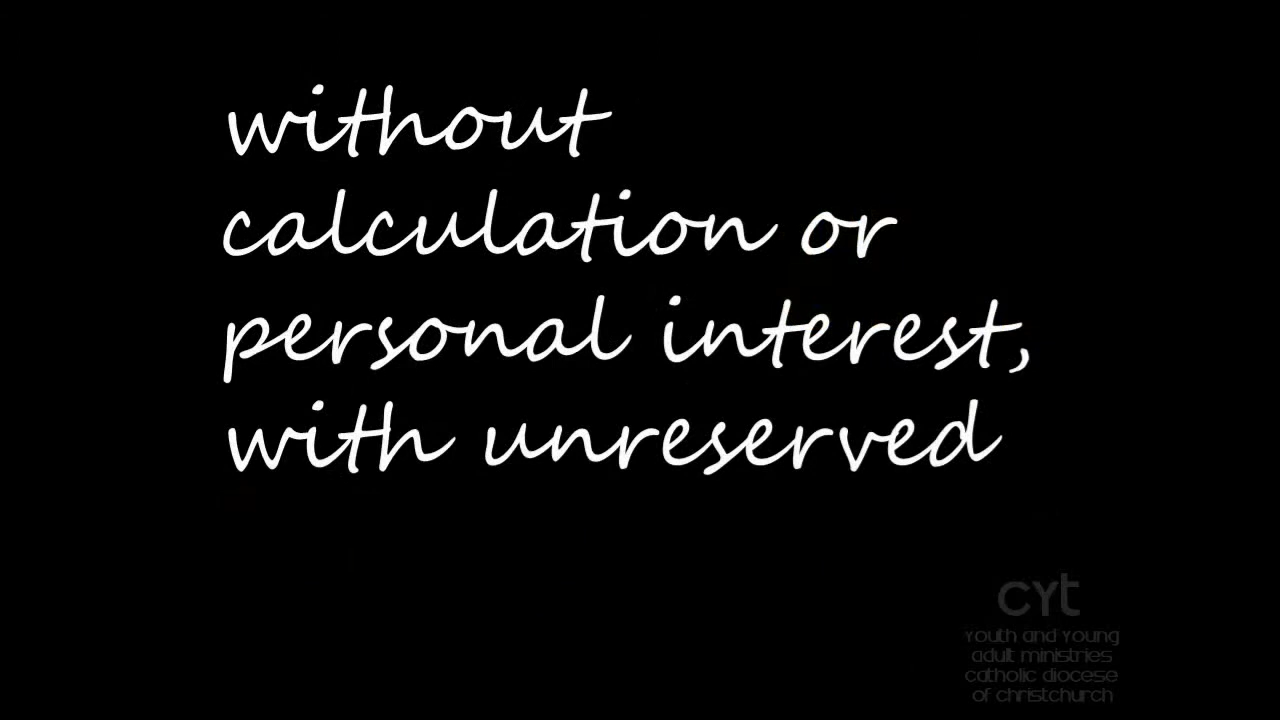 without
calculation or
personal interest,
with unreserved
cyt
youth and young
adult ministries
catholic diocese
of christchurch